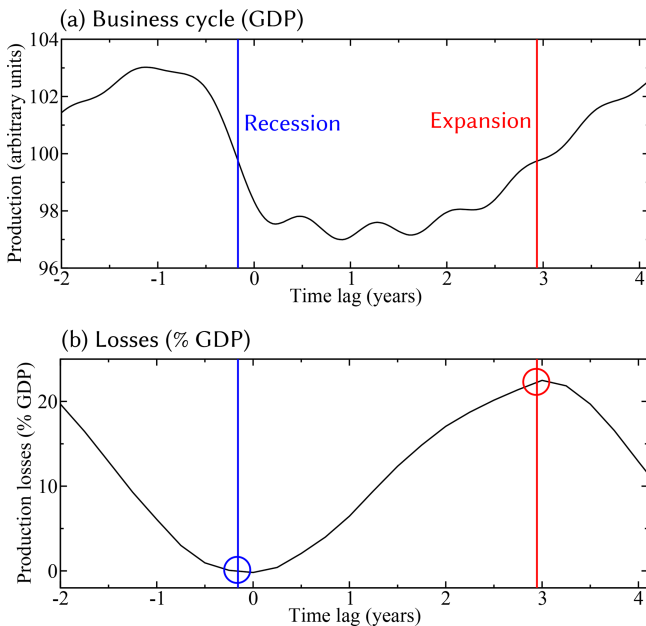 (a) Business cycle (GDP)
Production (arbitrary units)
104
102
100
98
96
Recession
Expansion
-2 -1 0 1 2 3 4
Time lag (years)
(b) Losses (% GDP)
Production losses (% GDP)
20
10
0
-2 -1 0 1 2 3 4
Time lag (years)